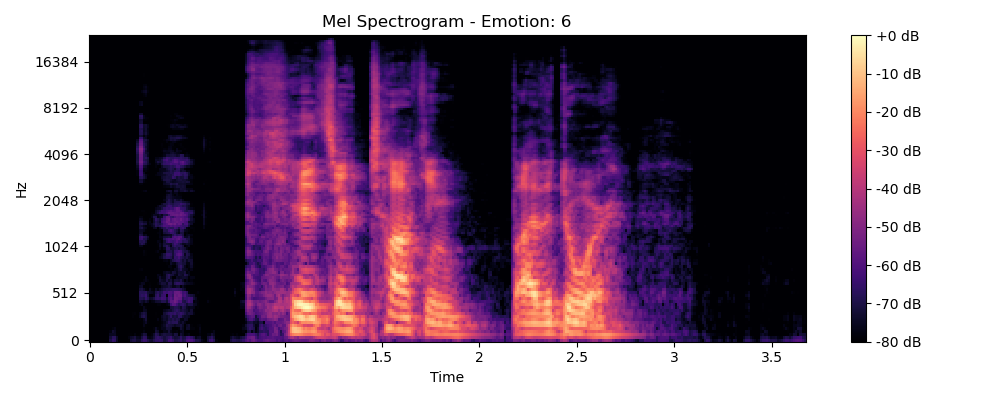 Mel Spectrogram - Emotion: 6
Hz
16384
8192
4096
2048
1024
512
0
0 0.5 1 1.5 2 2.5 3 3.5
Time
+0 dB
-10 dB
-20 dB
-30 dB
-40 dB
-50 dB
-60 dB
-70 dB
-80 dB